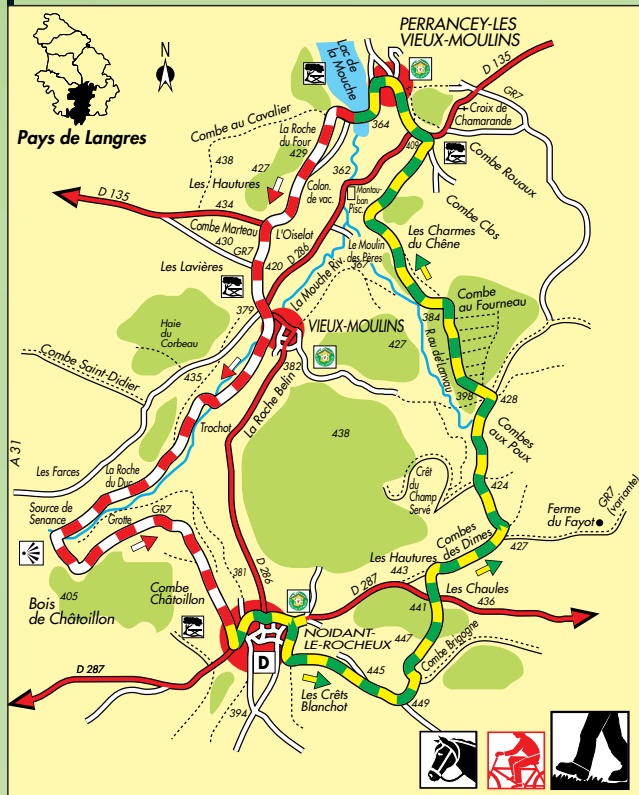 PERRANCEY-LES
VIEUX-MOULINS
N
Pays de Langres
Lac de
la Mouche
D 135
GR7
Croix de
Chamarande
364
409
Combe au Cavalier
La Roche
du Four
429
438
427
362
Combe Rouaux
Les Hautures
Colon.
de vac.
Montau-
ban
Pisc.
D 135
434
Combe Marteau
430
GR7
L'Oiselot
D 286
Combe Clos
Les Charmes
du Chêne
Le Moulin
des Pères
Les Lavières
420
La Mouche Riv.
379
384
Combe
au Fourneau
VIEUX-MOULINS
Haie
du
Corbeau
427
R.au de Lanvau
382
398
428
Combe Saint-Didier
435
La Roche Belin
Combes
aux Poux
438
Trochot
A 31
Les Farces
La Roche
du Duc
Crêt
du
Champ
Servé
424
Source de
Senance
Grotte
GR7
Ferme
du Fayot
GR7
(variante)
427
Combes
des Dimes
Les Hautures
443
405
Bois
de Châtoillon
Combe
Châtoillon
381
D 286
D 287
Les Chaules
436
441
NOIDANT-
LE-ROCHEUX
447
Combe Brigogne
D
D 287
445
Les Crêts
Blanchot
394
449